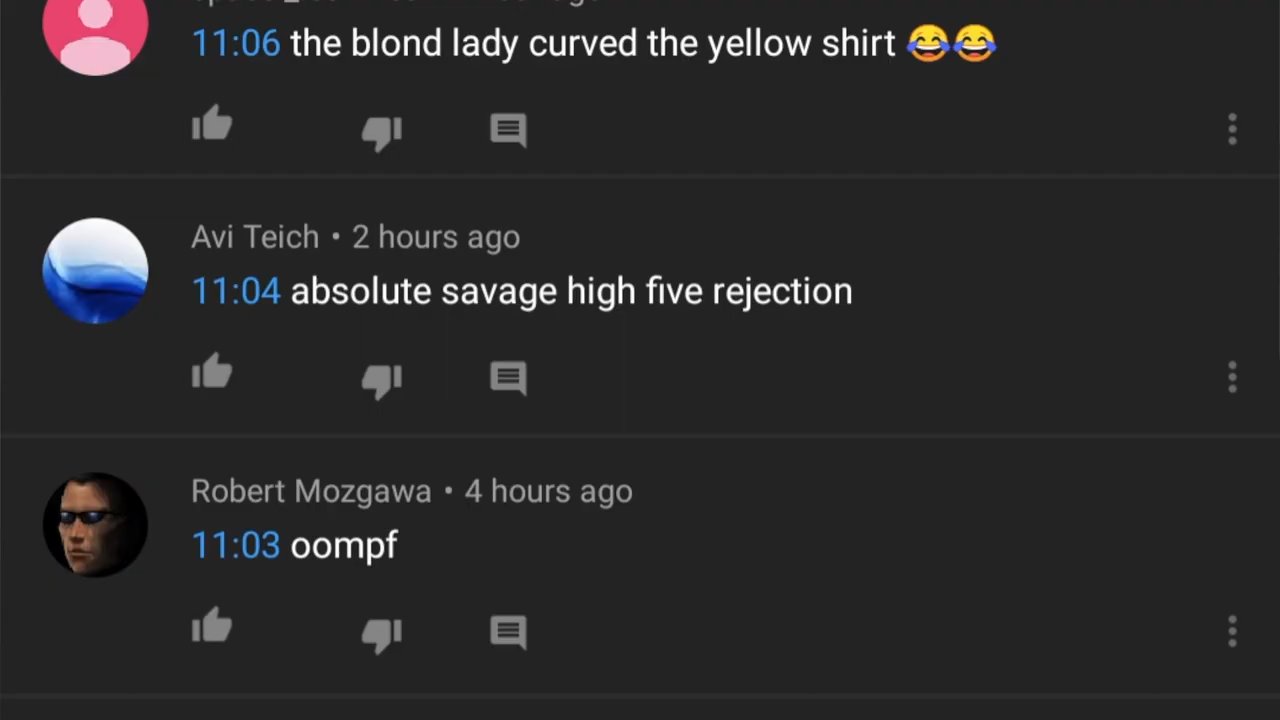 11:06 the blond lady curved the yellow shirt 😂😂
Avi Teich • 2 hours ago
11:04 absolute savage high five rejection
Robert Mozgawa • 4 hours ago
11:03 oompf